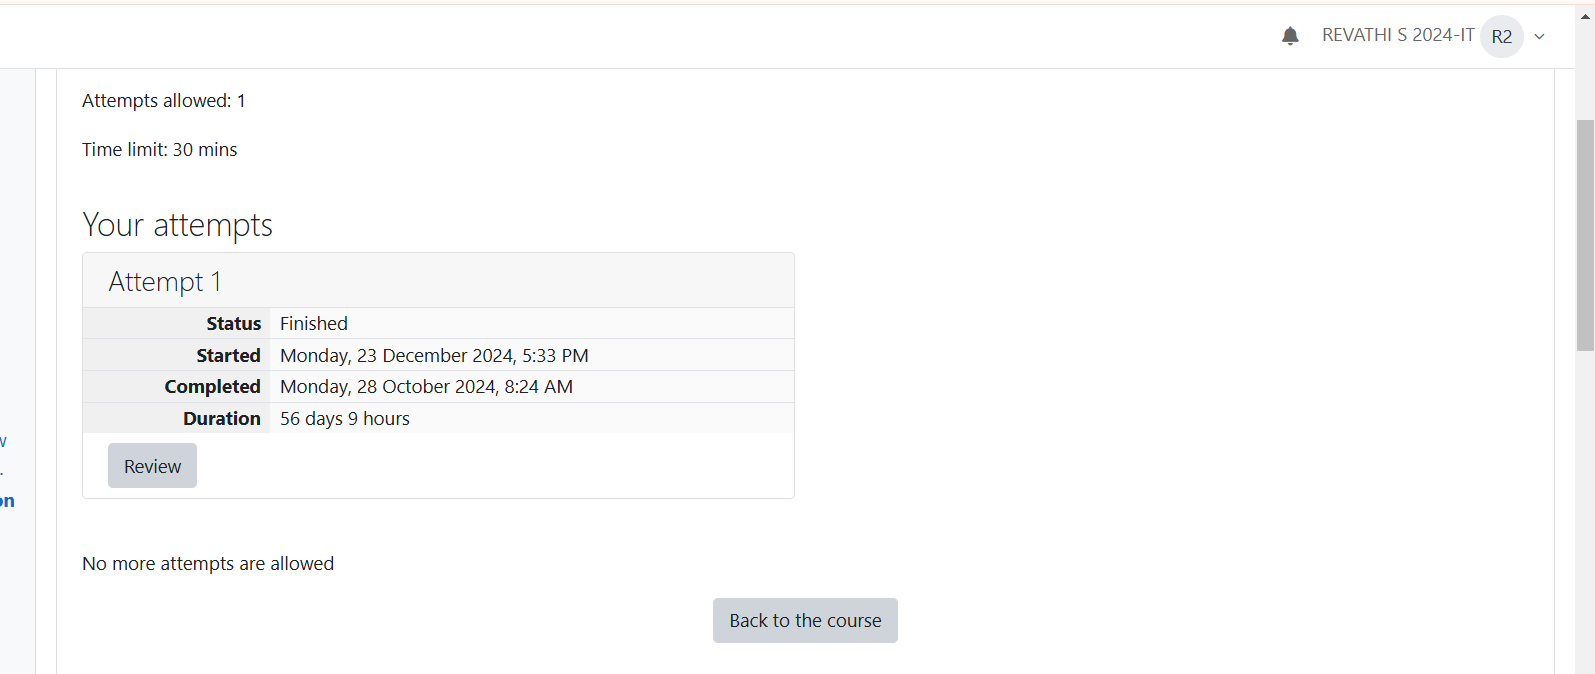 REVATHI S 2024-IT R2
Attempts allowed: 1
Time limit: 30 mins
Your attempts
Attempt 1
Status Finished
Started Monday, 23 December 2024, 5:33 PM
Completed Monday, 28 October 2024, 8:24 AM
Duration 56 days 9 hours
Review
No more attempts are allowed
Back to the course